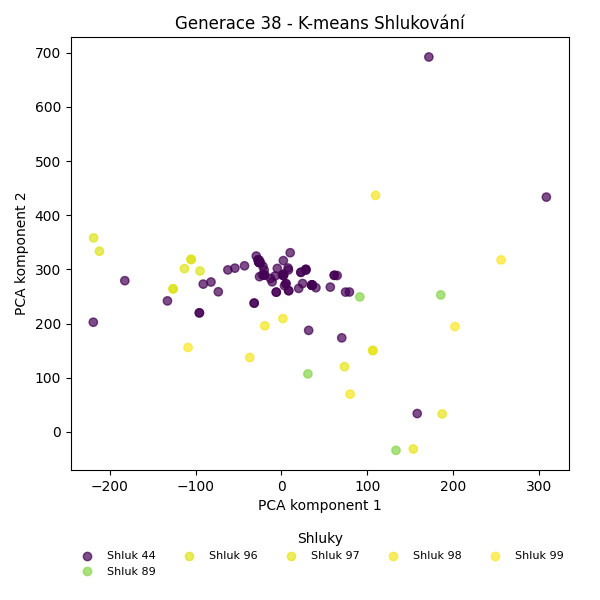 Generace 38 - K-means Shlukování
700
600
500
400
300
200
100
0
PCA komponent 2
−200 −100 0 100 200 300
PCA komponent 1
Shluky
Shluk 44 Shluk 96 Shluk 97 Shluk 98 Shluk 99
Shluk 89